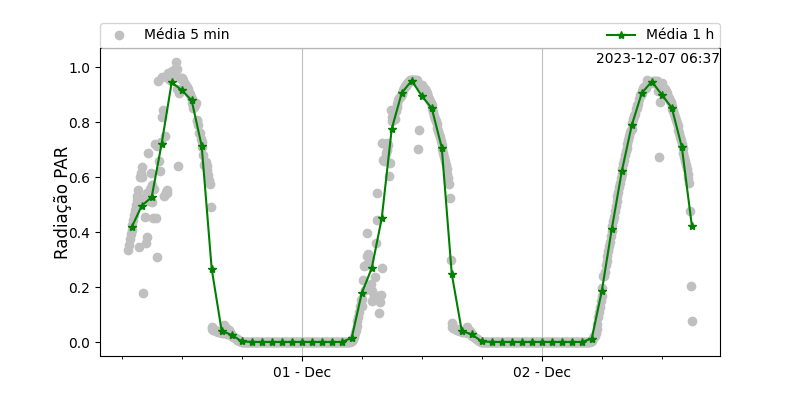 Média 5 min
Média 1 h
2023-12-07 06:37
1.0
0.8
0.6
0.4
0.2
0.0
Radiação PAR
01 - Dec
02 - Dec